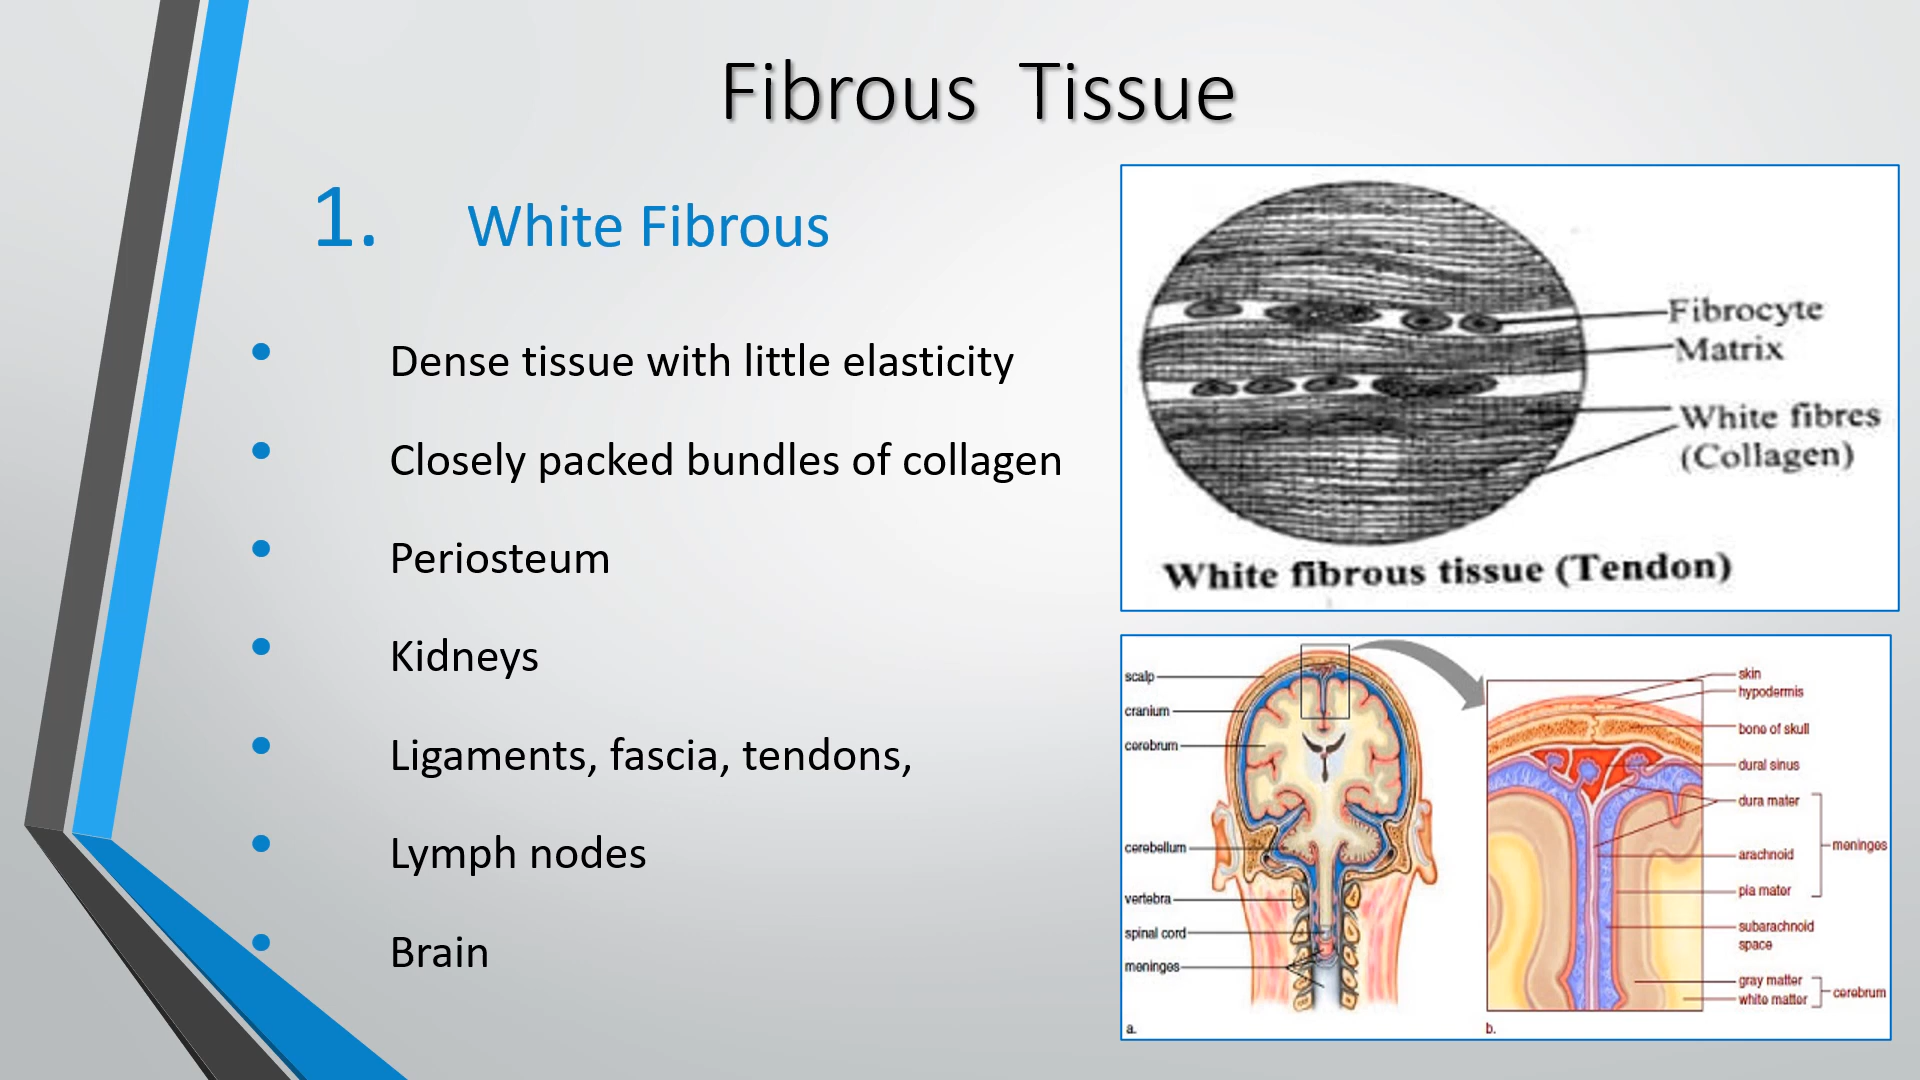 Fibrous Tissue
1. White Fibrous
• Dense tissue with little elasticity
• Closely packed bundles of collagen
• Periosteum
• Kidneys
• Ligaments, fascia, tendons,
• Lymph nodes
• Brain
Fibrocyte
Matrix
White fibres
(Collagen)
White fibrous tissue (Tendon)
scalp
cranium
cerebrum
cerebellum
vertebra
spinal cord
meninges
a.
skin
hypodermis
bone of skull
dural sinus
dura mater
arachnoid
meninges
pia mater
subarachnoid
space
gray matter
white matter
cerebrum
b.